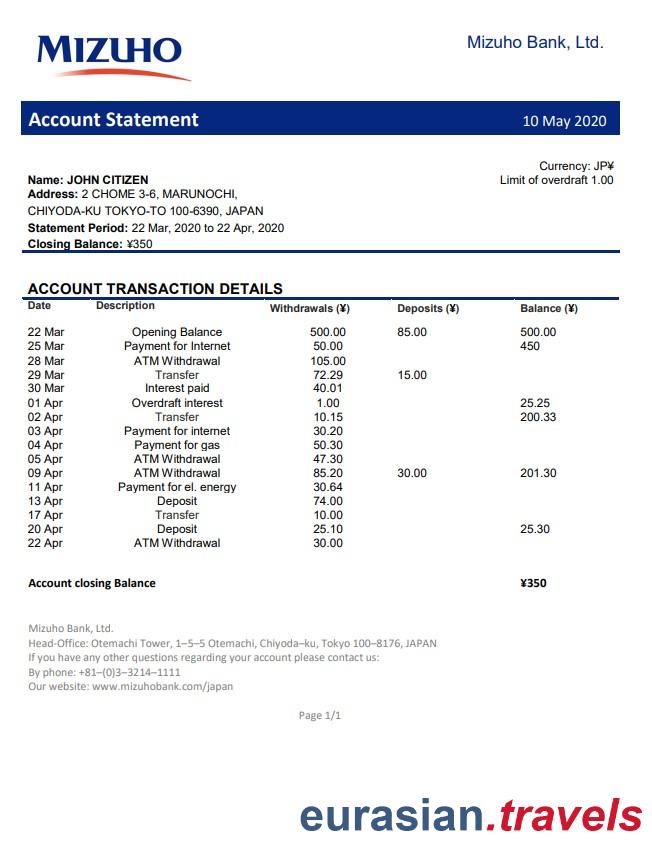 MIZUHO
Mizuho Bank, Ltd.
Account Statement 10 May 2020
Currency: JP¥
Name: JOHN CITIZEN Limit of overdraft 1.00
Address: 2 CHOME 3-6, MARUNOCHI,
CHIYODA-KU TOKYO-TO 100-6390, JAPAN
Statement Period: 22 Mar, 2020 to 22 Apr, 2020
Closing Balance: ¥350
ACCOUNT TRANSACTION DETAILS
Date Description Withdrawals (¥) Deposits (¥) Balance (¥)
22 Mar Opening Balance 500.00 85.00 500.00
25 Mar Payment for Internet 50.00 450
28 Mar ATM Withdrawal 105.00
29 Mar Transfer 72.29 15.00
30 Mar Interest paid 40.01
01 Apr Overdraft interest 1.00 25.25
02 Apr Transfer 10.15 200.33
03 Apr Payment for internet 30.20
04 Apr Payment for gas 50.30
05 Apr ATM Withdrawal 47.30
09 Apr ATM Withdrawal 85.20 30.00 201.30
11 Apr Payment for el. energy 30.64
13 Apr Deposit 74.00
17 Apr Transfer 10.00
20 Apr Deposit 25.10 25.30
22 Apr ATM Withdrawal 30.00
Account closing Balance ¥350
Mizuho Bank, Ltd.
Head-Office: Otemachi Tower, 1–5–5 Otemachi, Chiyoda–ku, Tokyo 100–8176, JAPAN
If you have any other questions regarding your account please contact us:
By phone: +81–(0)3–3214–1111
Our website: www.mizuhobank.com/japan
Page 1/1
eurasian.travels